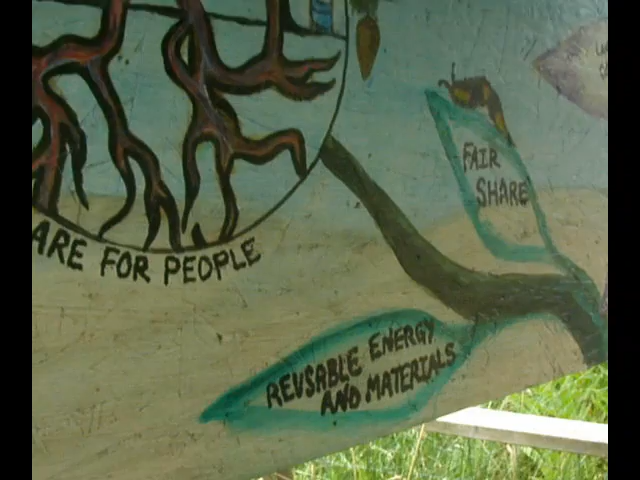 FAIR
SHARE
ARE FOR PEOPLE
REUSABLE ENERGY
AND MATERIALS